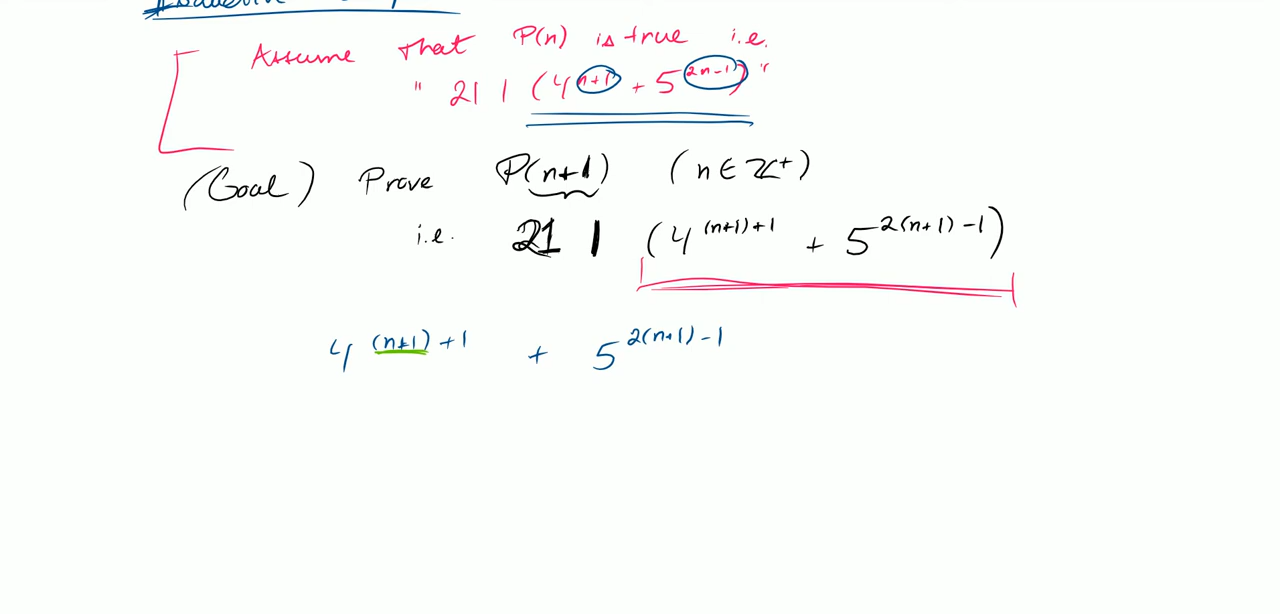 Assume that P(n) is true i.e.
" 21 | (4^(n+1) + 5^(2n-1)) "
(Goal) Prove P(n+1) (n ∈ ℤ⁺)
i.e. 21 | (4^((n+1)+1) + 5^(2(n+1)-1))
4^((n+1)+1) + 5^(2(n+1)-1)